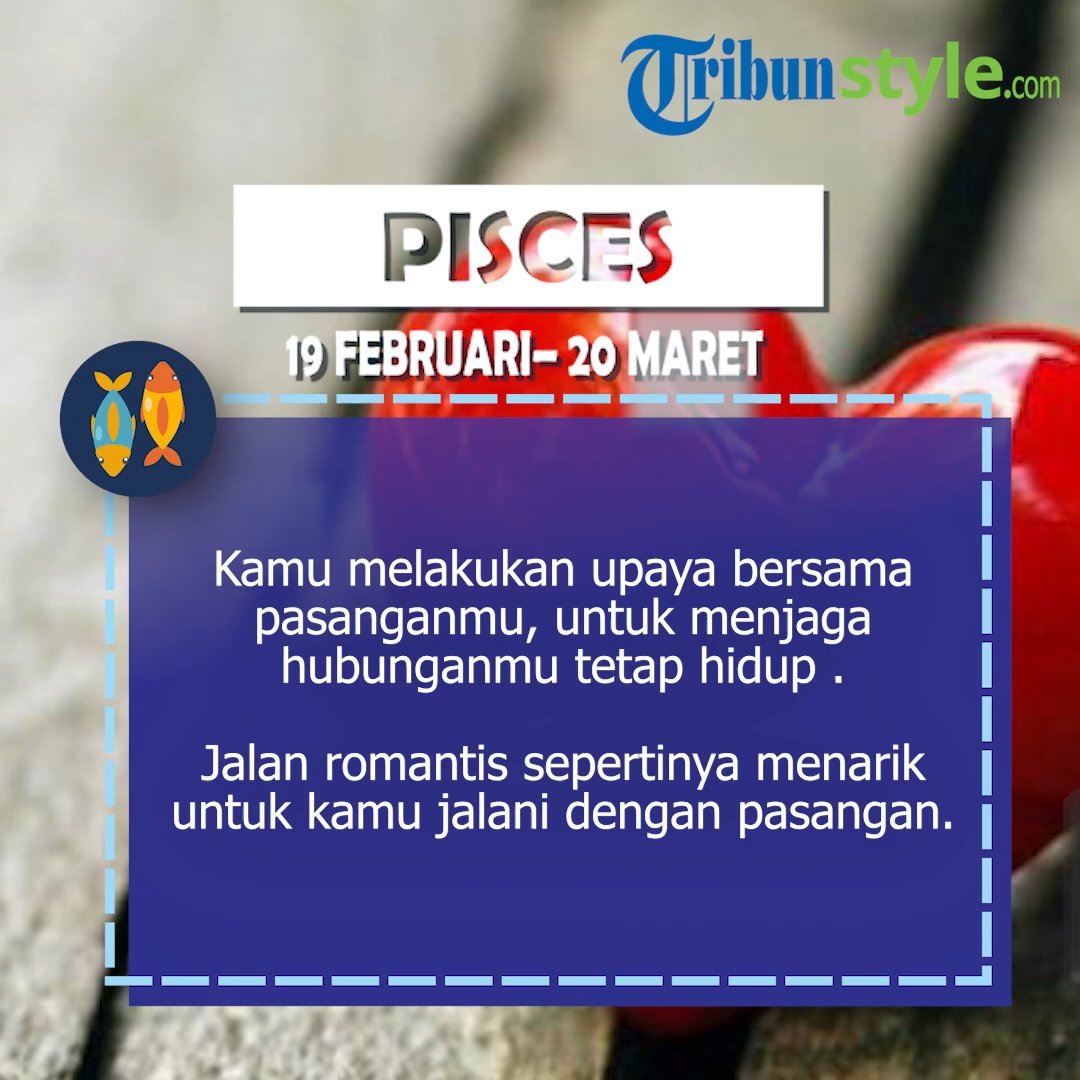 Tribunstyle.com
PISCES
19 FEBRUARI– 20 MARET
Kamu melakukan upaya bersama
pasanganmu, untuk menjaga
hubunganmu tetap hidup .
Jalan romantis sepertinya menarik
untuk kamu jalani dengan pasangan.